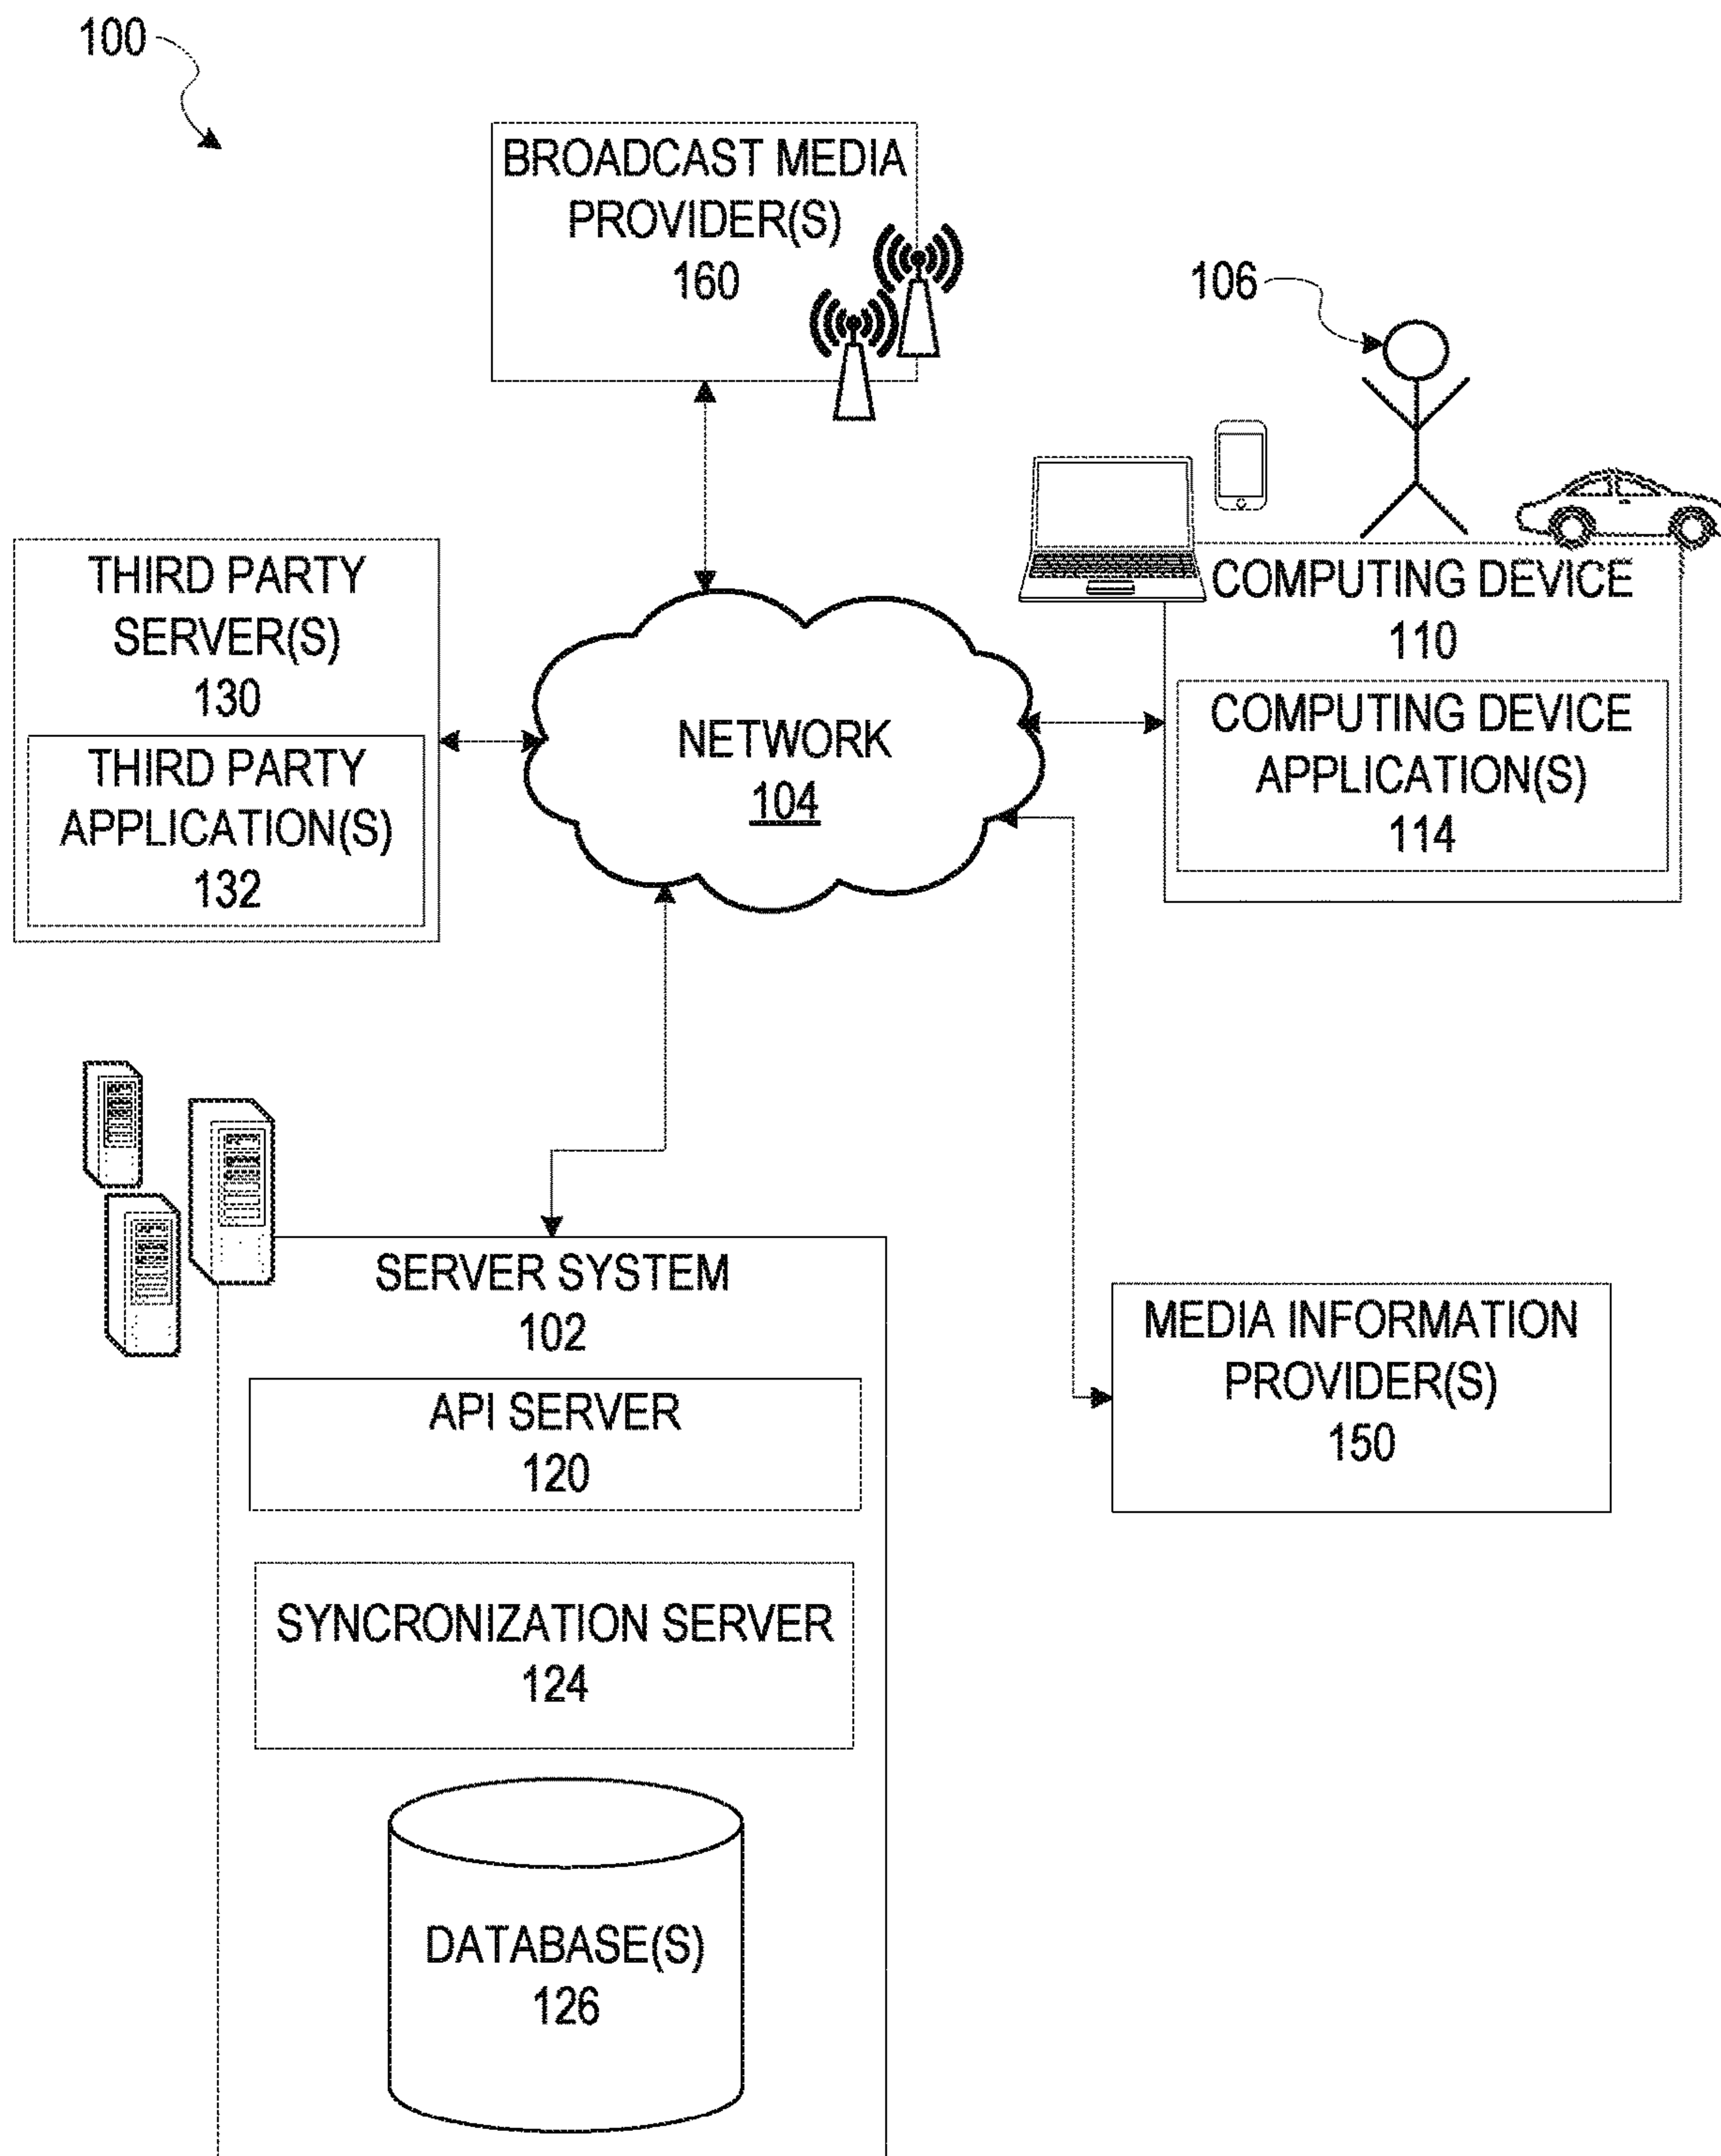 100
BROADCAST MEDIA
PROVIDER(S)
160
106
THIRD PARTY
SERVER(S)
130
THIRD PARTY
APPLICATION(S)
132
NETWORK
104
COMPUTING DEVICE
110
COMPUTING DEVICE
APPLICATION(S)
114
SERVER SYSTEM
102
API SERVER
120
SYNCRONIZATION SERVER
124
DATABASE(S)
126
MEDIA INFORMATION
PROVIDER(S)
150